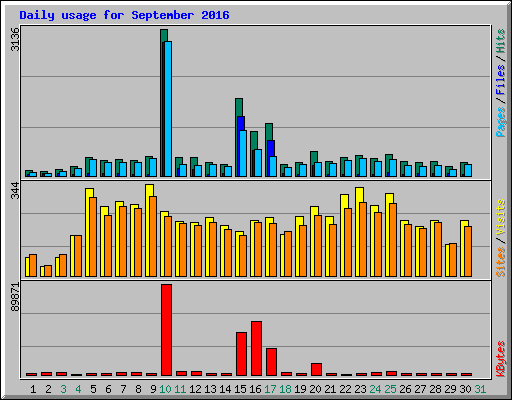 Daily usage for September 2016
3136
Pages / Files / Hits
344
Sites / Visits
89871
KBytes
1 2 3 4 5 6 7 8 9 10 11 12 13 14 15 16 17 18 19 20 21 22 23 24 25 26 27 28 29 30 31